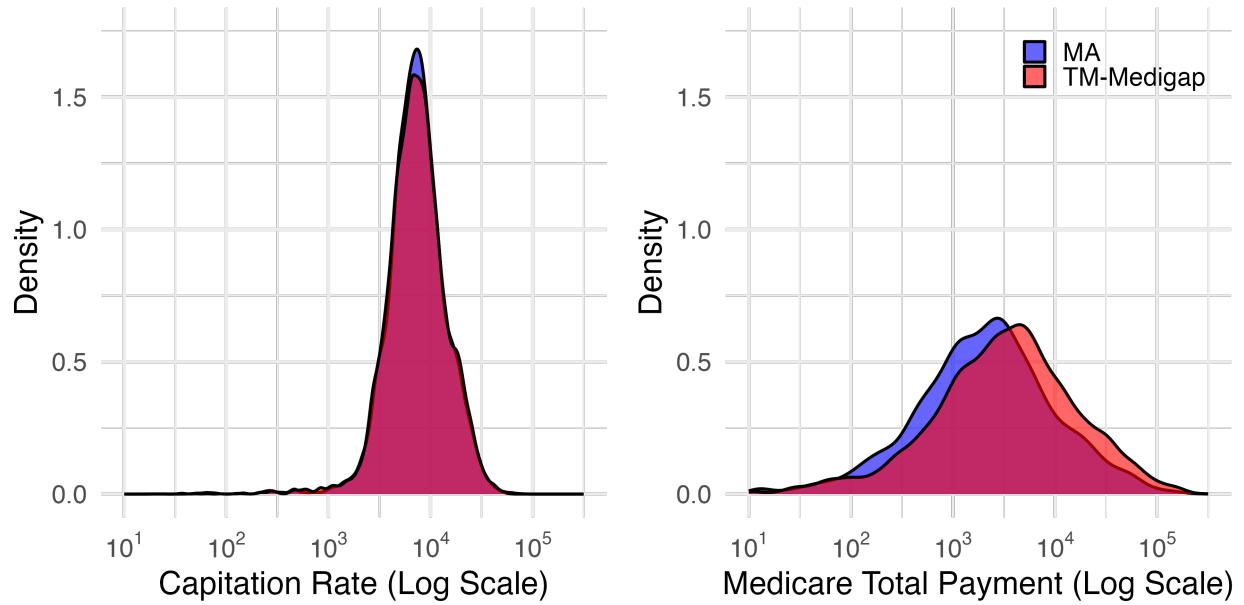 Density
1.5
1.0
0.5
0.0
10¹ 10² 10³ 10⁴ 10⁵
Capitation Rate (Log Scale)
MA
TM-Medigap
Density
1.5
1.0
0.5
0.0
10¹ 10² 10³ 10⁴ 10⁵
Medicare Total Payment (Log Scale)